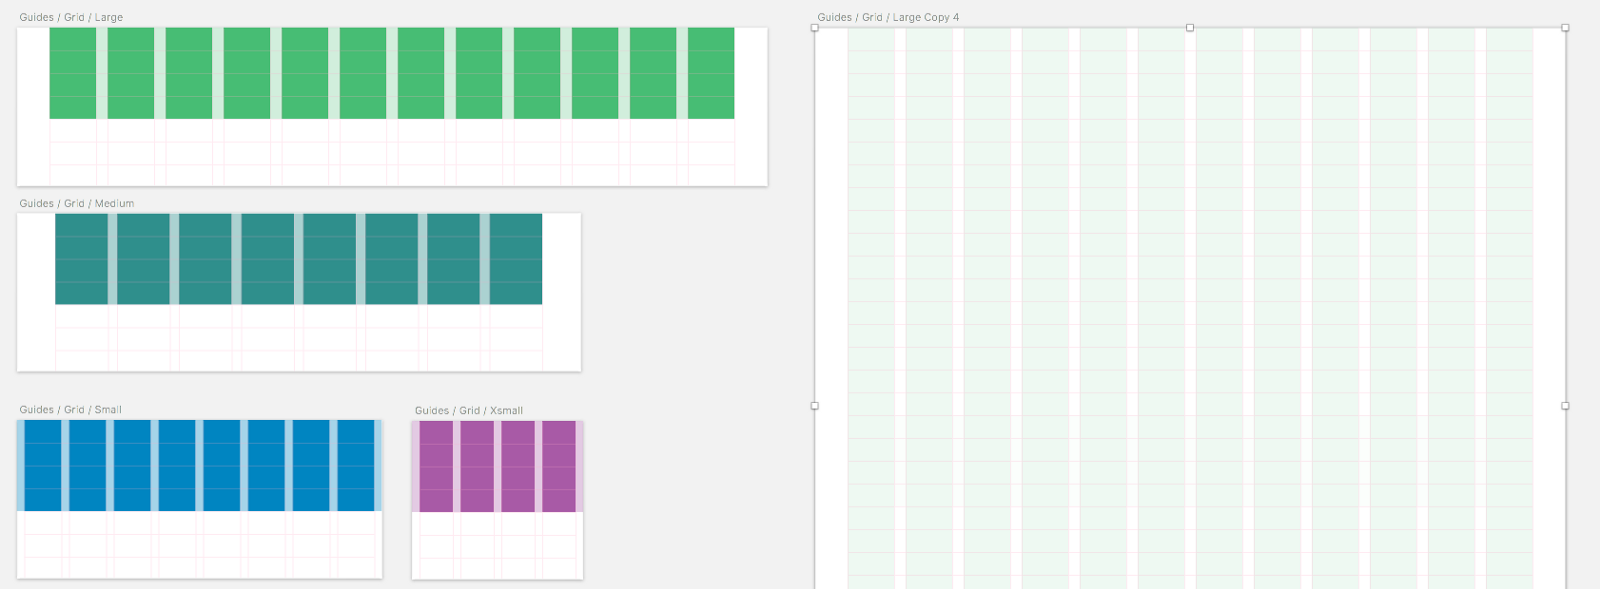 Guides / Grid / Large
Guides / Grid / Large Copy 4
Guides / Grid / Medium
Guides / Grid / Small
Guides / Grid / Xsmall